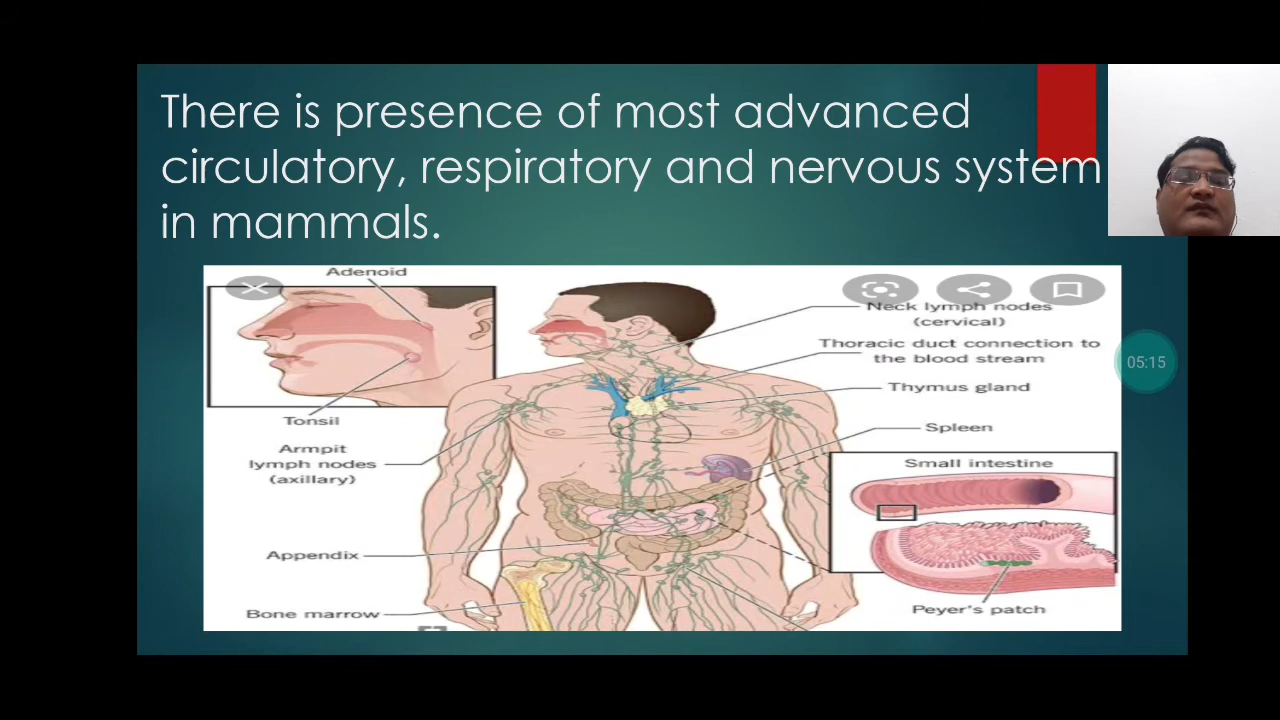 There is presence of most advanced
circulatory, respiratory and nervous system
in mammals.
Adenoid
Neck lymph nodes
(cervical)
Thoracic duct connection to
the blood stream
Thymus gland
05:15
Tonsil
Spleen
Armpit
lymph nodes
(axillary)
Small intestine
Appendix
Bone marrow
Peyer's patch